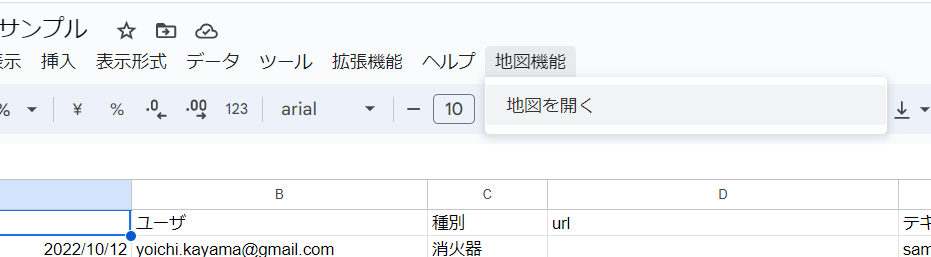 サンプル
表示 挿入 表示形式 データ ツール 拡張機能 ヘルプ 地図機能
% ¥ % .0 .00 123 arial 10
地図を開く
B C D
ユーザ 種別 url テキ
2022/10/12 yoichi.kayama@gmail.com 消火器 sam